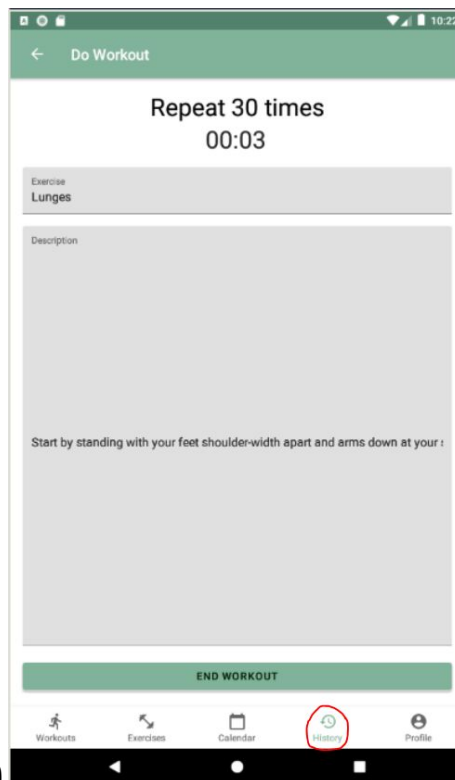 10:22
Do Workout
Repeat 30 times
00:03
Exercise
Lunges
Description
Start by standing with your feet shoulder-width apart and arms down at your
END WORKOUT
Workouts Exercises Calendar History Profile